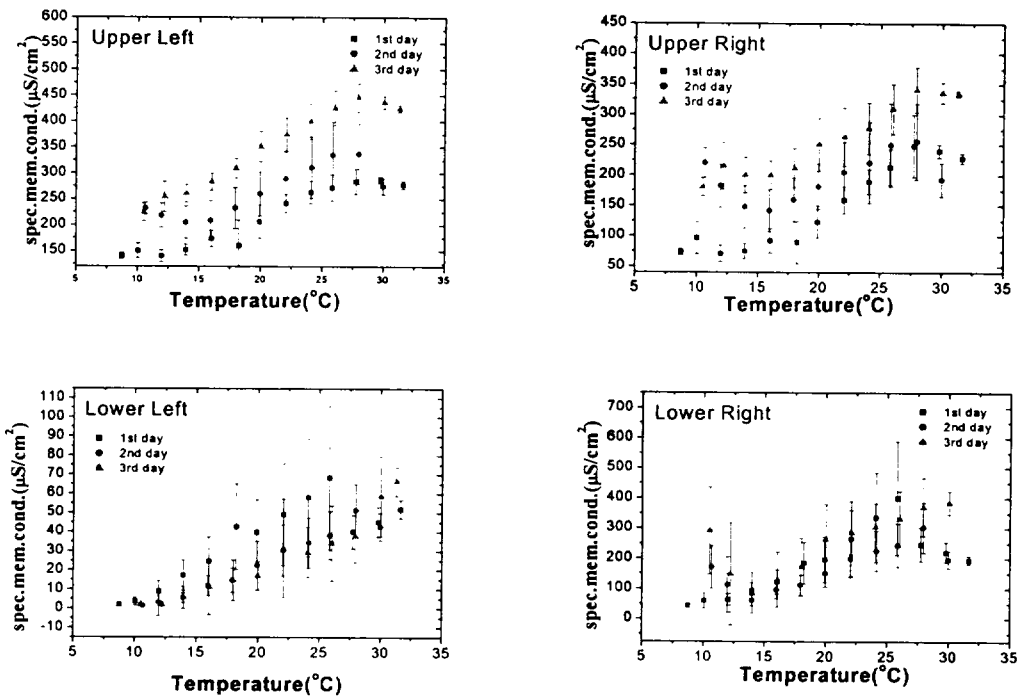 Upper Left
1st day
2nd day
3rd day
600
550
500
450
400
350
300
250
200
150
spec.mem.cond.(µS/cm²)
5 10 15 20 25 30 35
Temperature(°C)
Upper Right
1st day
2nd day
3rd day
450
400
350
300
250
200
150
100
50
spec.mem.cond.(µS/cm²)
5 10 15 20 25 30 35
Temperature(°C)
Lower Left
1st day
2nd day
3rd day
110
100
90
80
70
60
50
40
30
20
10
0
-10
spec.mem.cond.(µS/cm²)
5 10 15 20 25 30 35
Temperature(°C)
Lower Right
1st day
2nd day
3rd day
700
600
500
400
300
200
100
0
spec.mem.cond.(µS/cm²)
5 10 15 20 25 30 35
Temperature(°C)